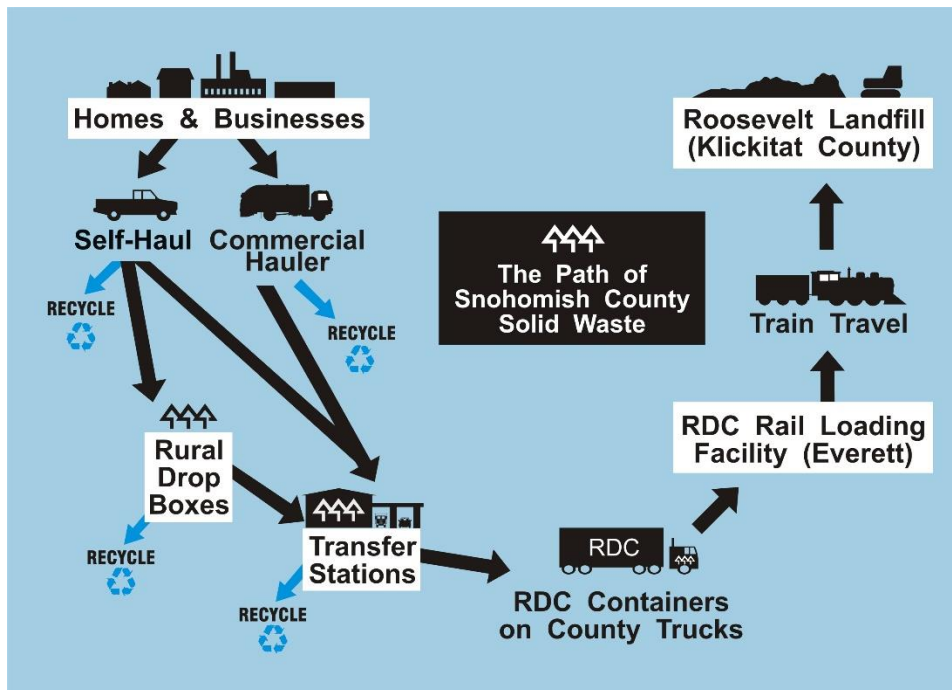 Homes & Businesses
Self-Haul
Commercial
Hauler
RECYCLE
RECYCLE
Rural
Drop
Boxes
RECYCLE
Transfer
Stations
RECYCLE
RDC
RDC Containers
on County Trucks
RDC Rail Loading
Facility (Everett)
Train Travel
Roosevelt Landfill
(Klickitat County)
The Path of
Snohomish County
Solid Waste